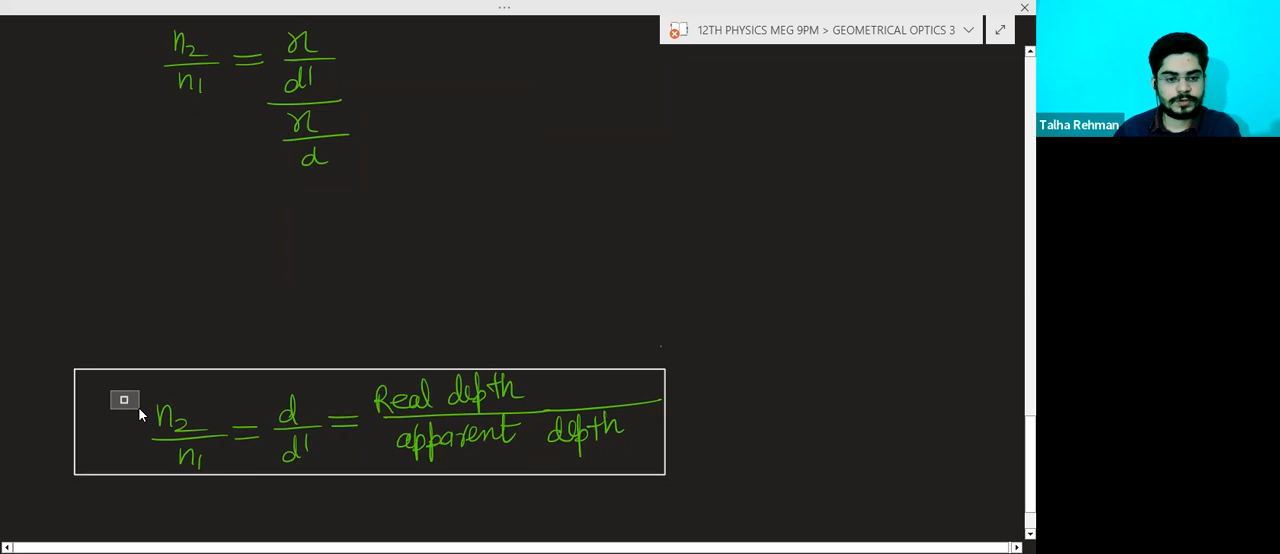 12TH PHYSICS MEG 9PM > GEOMETRICAL OPTICS 3
Talha Rehman
n₂/n₁ = (x/d')/(x/d)
n₂/n₁ = d/d' = Real depth/apparent depth